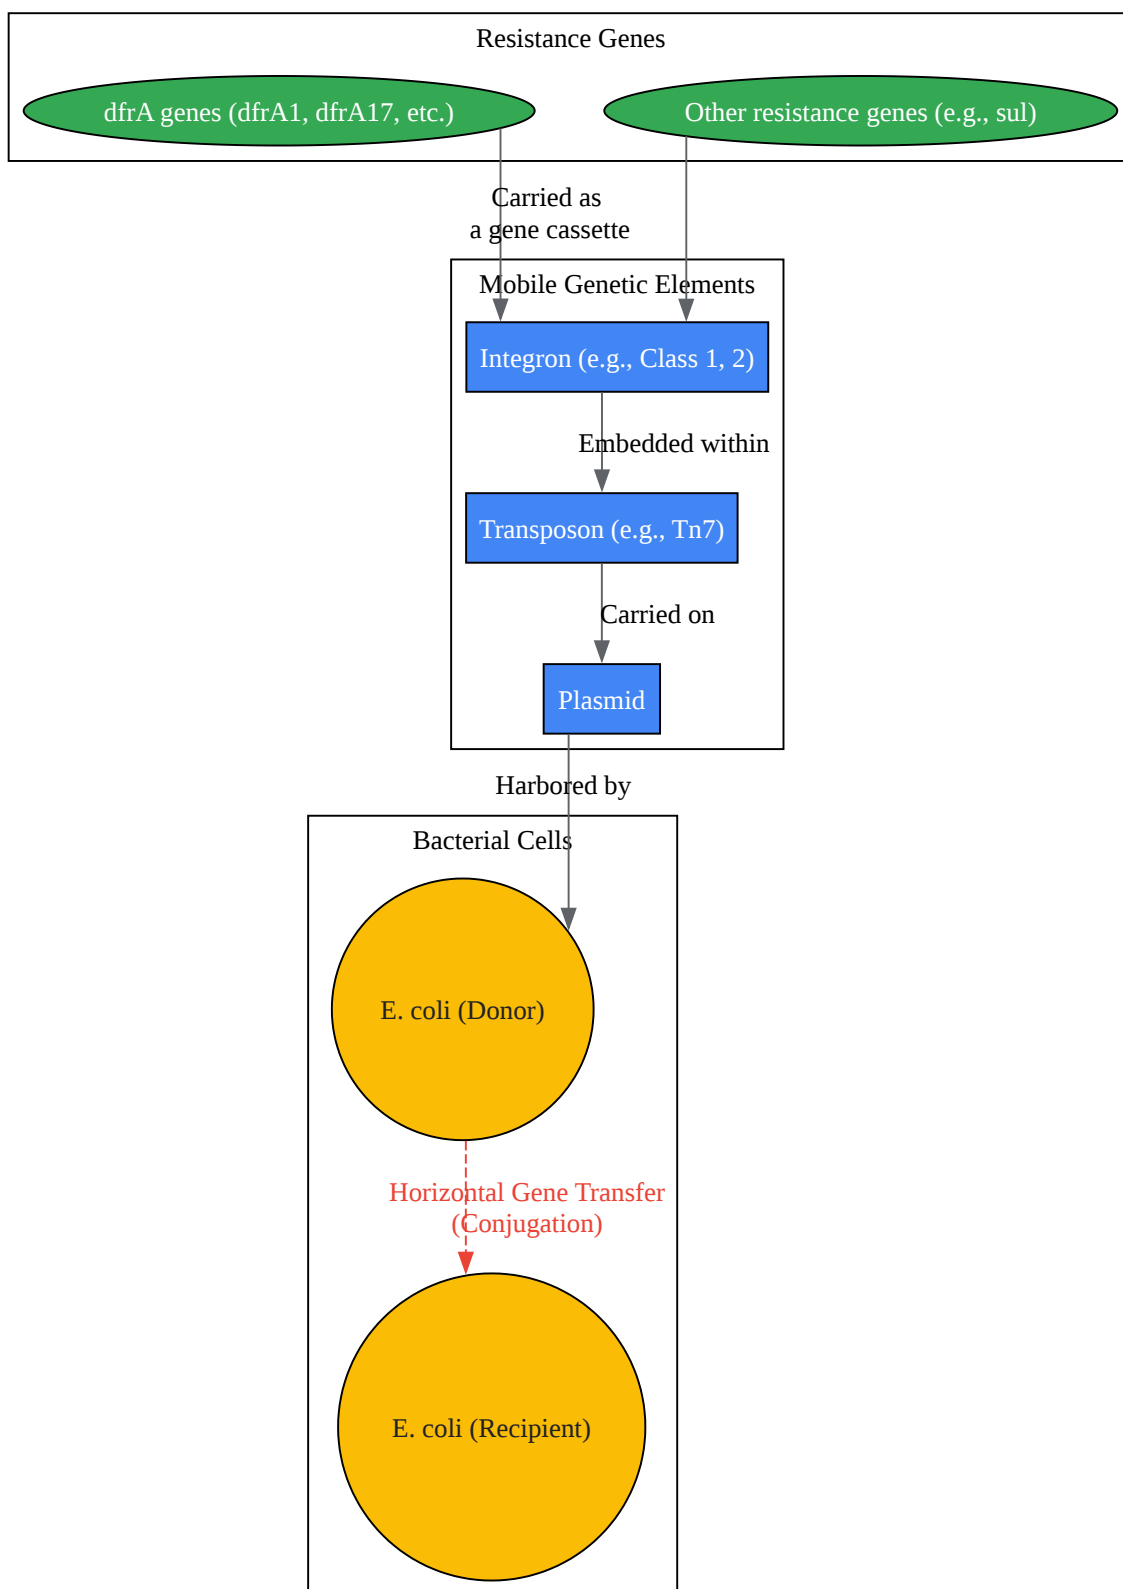 Resistance Genes
dfrA genes (dfrA1, dfrA17, etc.)
Other resistance genes (e.g., sul)
Carried as
a gene cassette
Mobile Genetic Elements
Integron (e.g., Class 1, 2)
Embedded within
Transposon (e.g., Tn7)
Carried on
Plasmid
Harbored by
Bacterial Cells
E. coli (Donor)
Horizontal Gene Transfer
(Conjugation)
E. coli (Recipient)